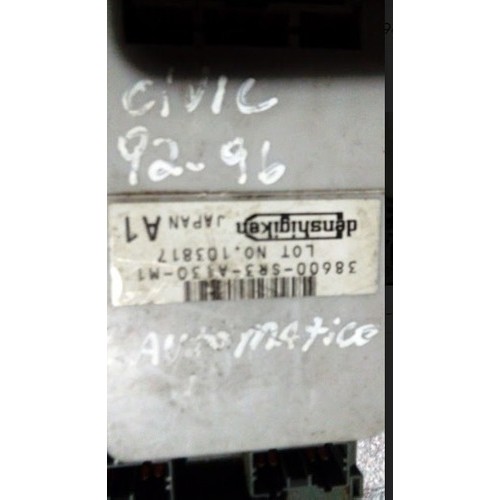 CIVIC
92-96
38600-SR3-A130-M1
LOT NO.103817
denshigiken JAPAN A1
AUTOMATICO